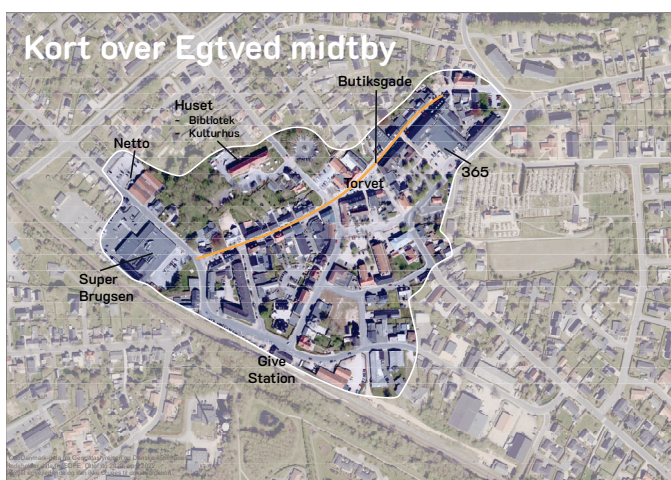 Kort over Egtved midtby
Butiksgade
Huset
- Bibliotek
- Kulturhus
Netto
Torvet
365
Super
Brugsen
Give
Station